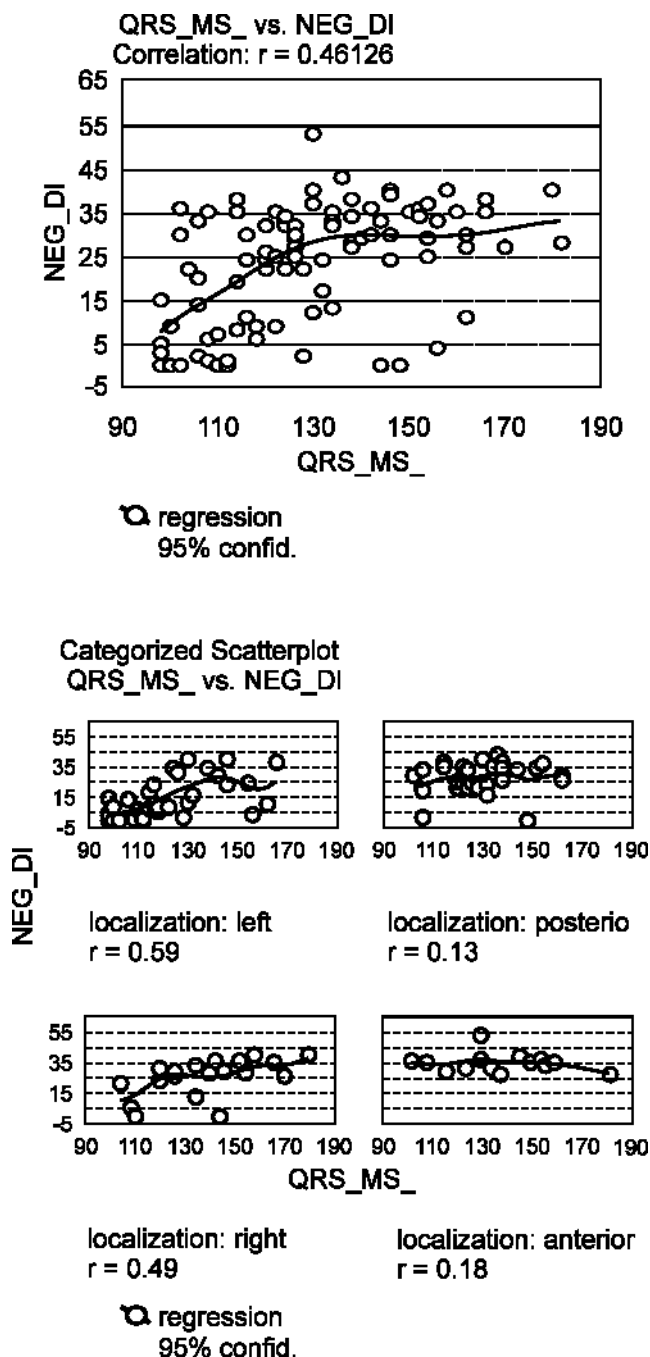 QRS_MS_ vs. NEG_DI
Correlation: r = 0.46126
65
55
45
35
25
15
5
-5
NEG_DI
90 110 130 150 170 190
QRS_MS_
regression
95% confid.
Categorized Scatterplot
QRS_MS_ vs. NEG_DI
55
35
15
-5
90 110 130 150 170 190
90 110 130 150 170 190
NEG_DI
localization: left
r = 0.59
localization: posterio
r = 0.13
55
35
15
-5
90 110 130 150 170 190
90 110 130 150 170 190
QRS_MS_
localization: right
r = 0.49
localization: anterior
r = 0.18
regression
95% confid.